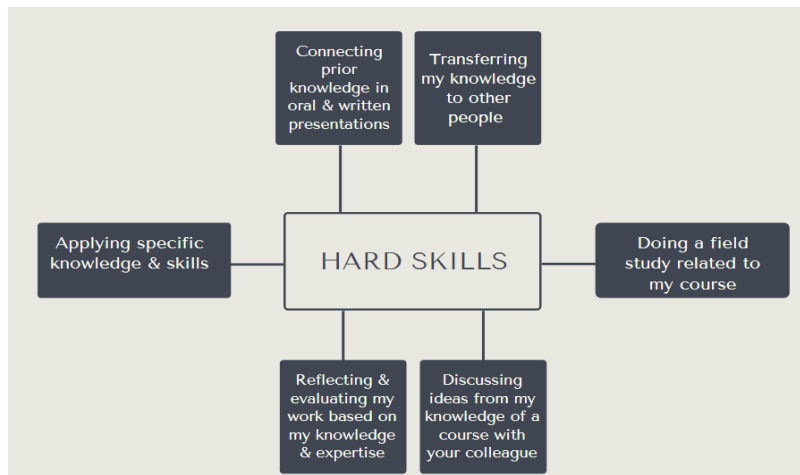 Connecting
prior
knowledge in
oral & written
presentations
Transferring
my knowledge
to other
people
Applying specific
knowledge & skills
HARD SKILLS
Doing a field
study related to
my course
Reflecting &
evaluating my
work based on
my knowledge
& expertise
Discussing
ideas from my
knowledge of a
course with
your colleague